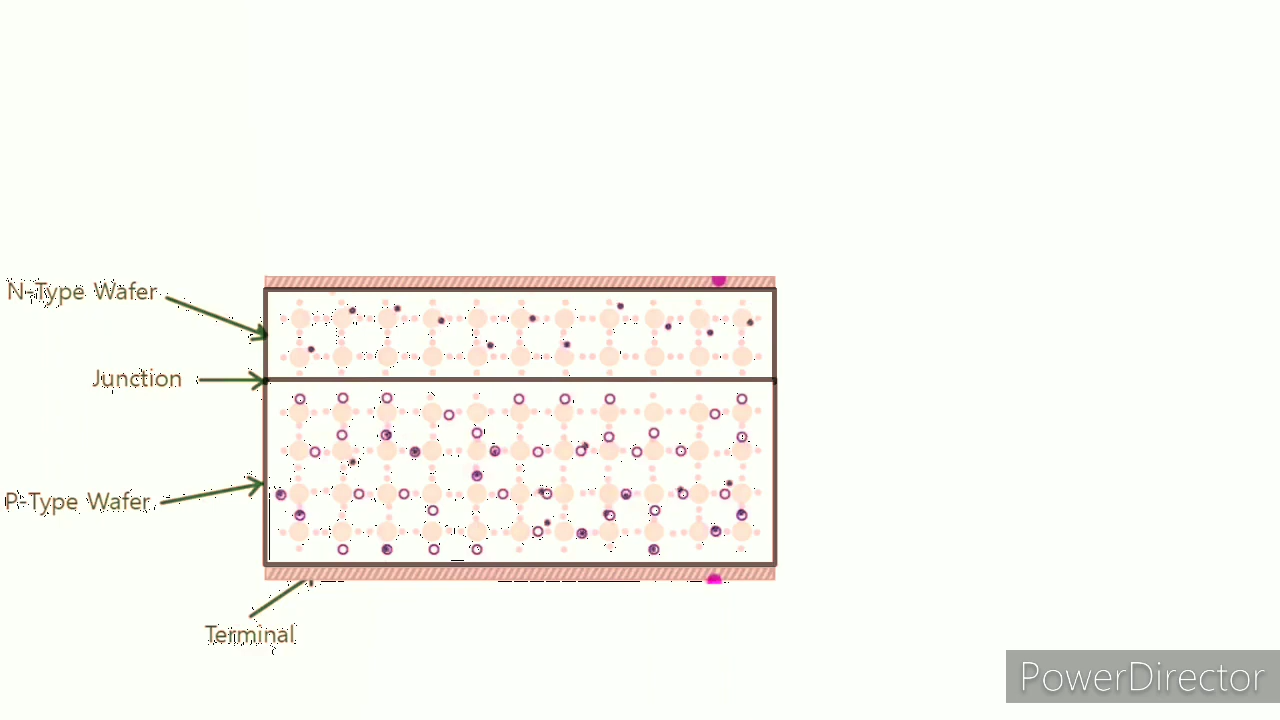 N-Type Wafer
Junction
P-Type Wafer
Terminal
PowerDirector